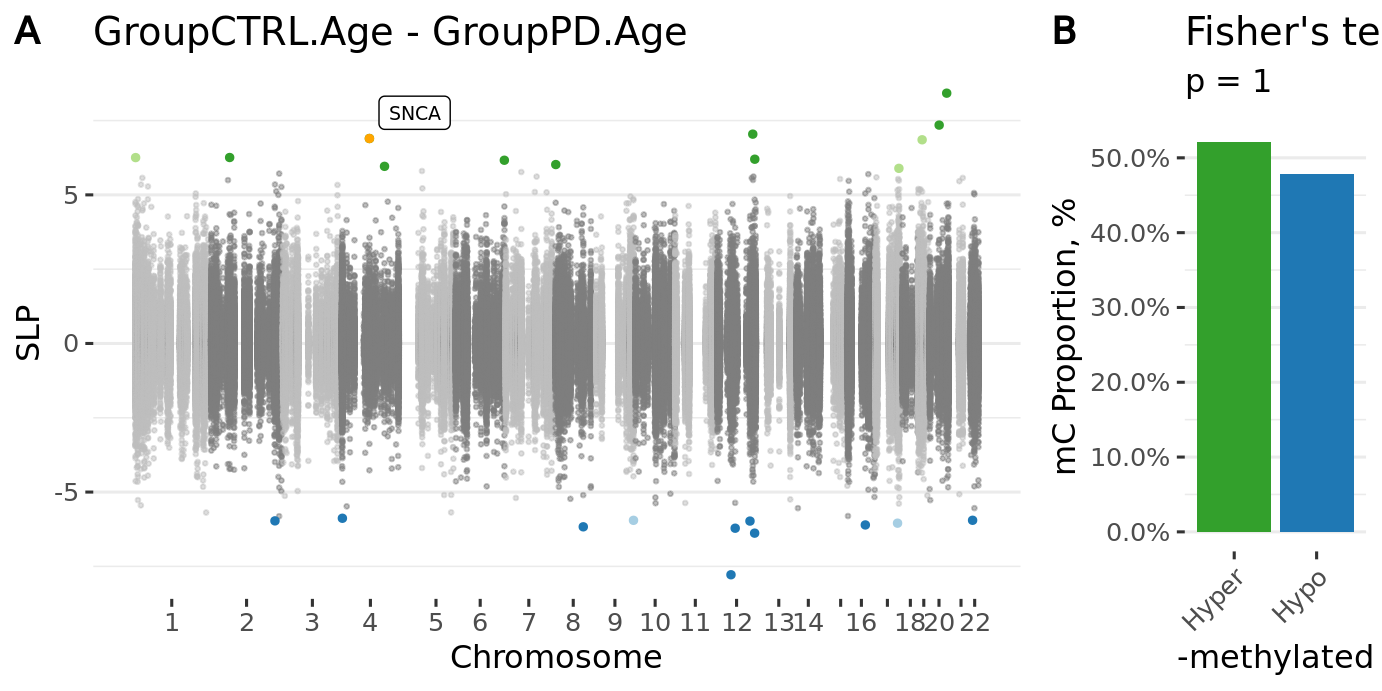 A GroupCTRL.Age - GroupPD.Age
SNCA
5
0
-5
SLP
1 2 3 4 5 6 7 8 9 10 11 12 13 14 16 18 20 22
Chromosome
B Fisher's te
p = 1
50.0%
40.0%
30.0%
20.0%
10.0%
0.0%
mC Proportion, %
Hyper Hypo
-methylated